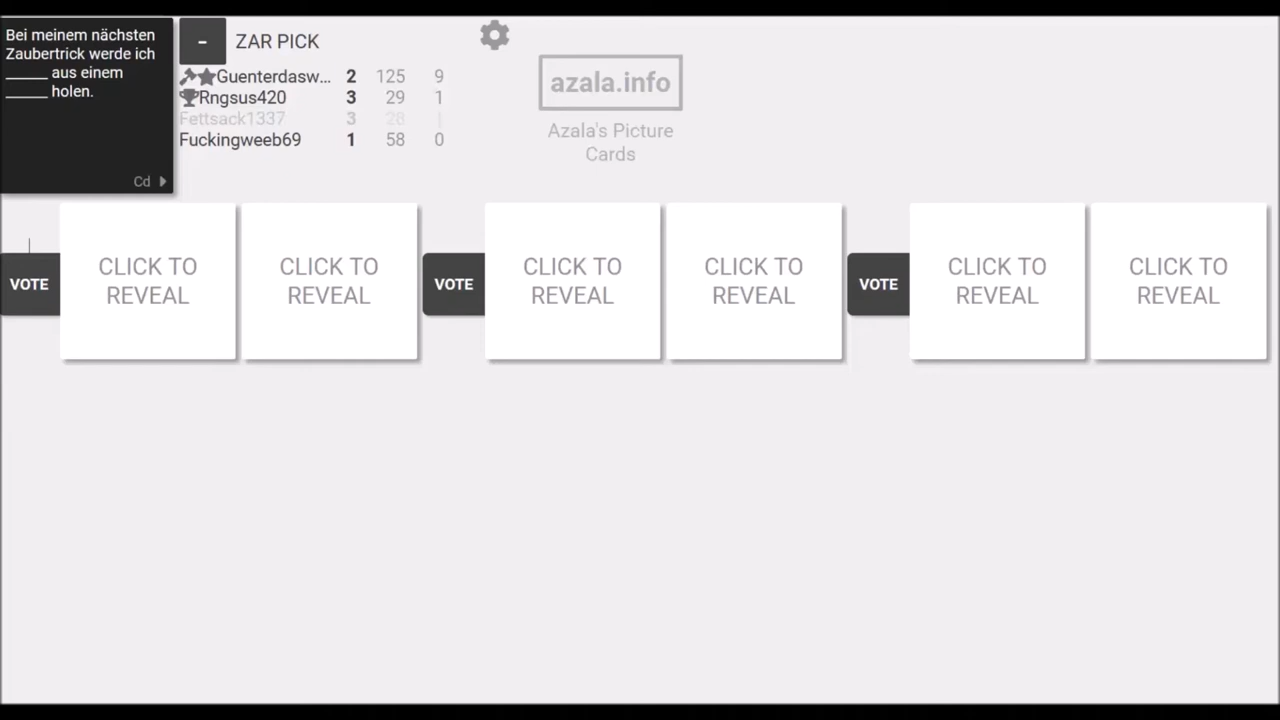 Bei meinem nächsten
Zaubertrick werde ich
_____ aus einem
_____ holen.
Cd
- ZAR PICK
Guenterdasw... 2 125 9
Rngsus420 3 29 1
Fettsack1337 3 28 1
Fuckingweeb69 1 58 0
azala.info
Azala's Picture
Cards
VOTE
CLICK TO
REVEAL
CLICK TO
REVEAL
VOTE
CLICK TO
REVEAL
CLICK TO
REVEAL
VOTE
CLICK TO
REVEAL
CLICK TO
REVEAL